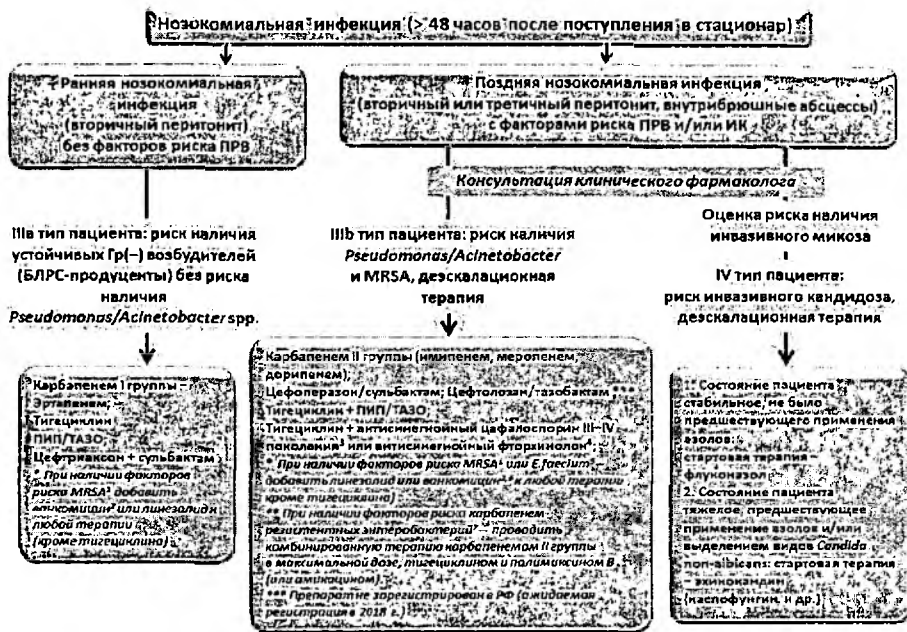 Нозокомиальная инфекция (> 48 часов после поступления в стационар)
Ранняя нозокомиальная
инфекция
(вторичный перитонит)
без факторов риска ПРВ
Поздняя нозокомиальная инфекция
(вторичный или третичный перитонит, внутрибрюшные абсцессы)
с факторами риска ПРВ и/или ИК
Консультация клинического фармаколога
IIIa тип пациента: риск наличия
устойчивых Гр(–) возбудителей
(БЛРС-продуценты) без риска
наличия
Pseudomonas/Acinetobacter spp.
IIIb тип пациента: риск наличия
Pseudomonas/Acinetobacter
и MRSA, деэскалационная
терапия
Оценка риска наличия
инвазивного микоза
IV тип пациента:
риск инвазивного кандидоза,
деэскалационная терапия
Карбапенем I группы –
Эртапенем;
Тигециклин
ПИП/ТАЗО
Цефтриаксон + сульбактам
* При наличии факторов
риска MRSA¹ добавить
ванкомицин² или линезолид к
любой терапии
(кроме тигециклина)
Карбапенем II группы (имипенем, меропенем,
дорипенем);
Цефоперазон/сульбактам; Цефтолозан/тазобактам ***
Тигециклин + ПИП/ТАЗО;
Тигециклин + антисинегнойный цефалоспорин III–IV
поколения³ или антисинегнойный фторхинолон⁴;
* При наличии факторов риска MRSA¹ или E.faecium⁵ –
добавить линезолид или ванкомицин к любой терапии
(кроме тигециклина)
** При наличии факторов риска карбапенем-
резистентных энтеробактерий – проводить
комбинированную терапию карбапенемом II группы
в максимальной дозе, тигециклином и полимиксином В
(или амикацином)
*** Препарат не зарегистрирован в РФ (ожидаемая
регистрация в 2018 г.)
1. Состояние пациента
стабильное, не было
предшествующего применения
азолов:
стартовая терапия –
флуконазол
2. Состояние пациента
тяжелое, предшествующее
применение азолов и/или
выделением видов Candida
non-albicans: стартовая терапия
– эхинокандин
(каспофунгин и др.)